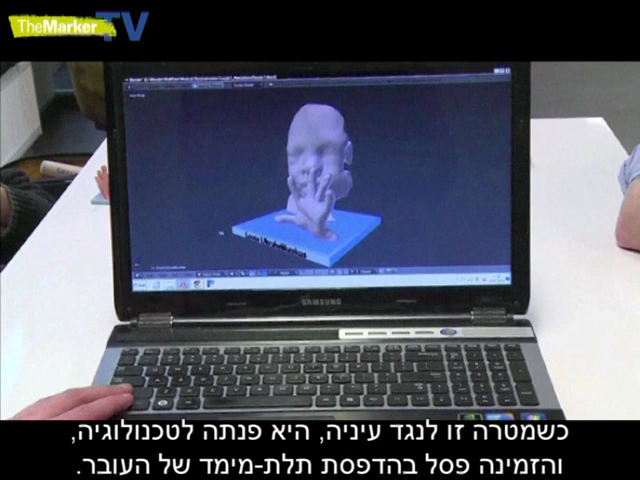 TheMarker TV
SAMSUNG
כשמטרה זו לנגד עיניה, היא פנתה לטכנולוגיה,
והזמינה פסל בהדפסת תלת-מימד של העובר.